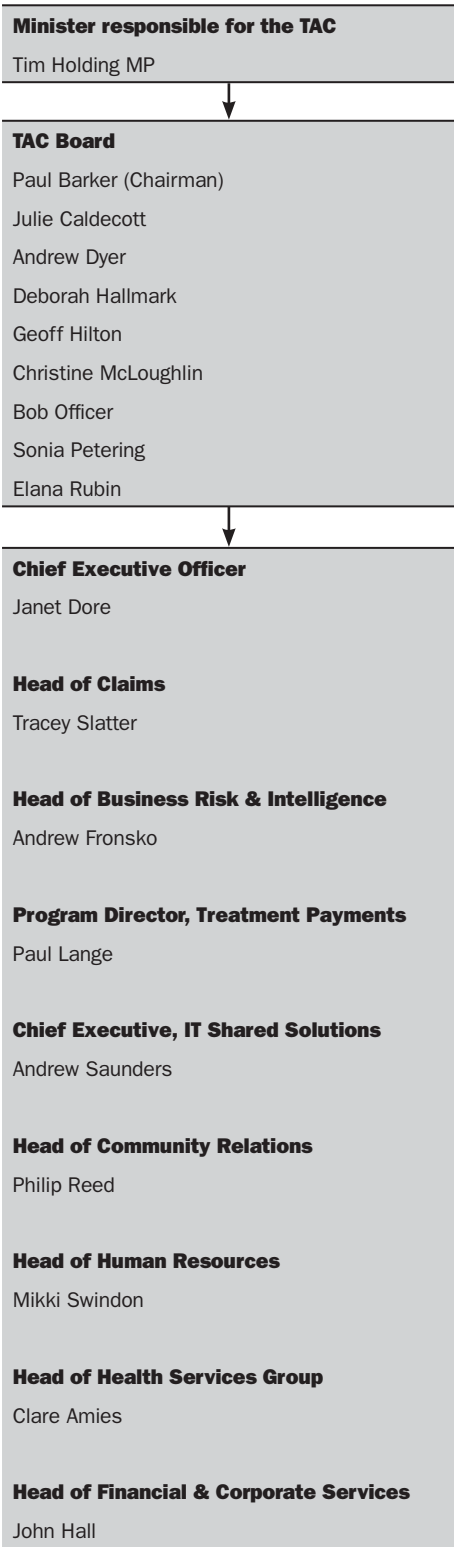 Minister responsible for the TAC
Tim Holding MP
TAC Board
Paul Barker (Chairman)
Julie Caldecott
Andrew Dyer
Deborah Hallmark
Geoff Hilton
Christine McLoughlin
Bob Officer
Sonia Petering
Elana Rubin
Chief Executive Officer
Janet Dore
Head of Claims
Tracey Slatter
Head of Business Risk & Intelligence
Andrew Fronsko
Program Director, Treatment Payments
Paul Lange
Chief Executive, IT Shared Solutions
Andrew Saunders
Head of Community Relations
Philip Reed
Head of Human Resources
Mikki Swindon
Head of Health Services Group
Clare Amies
Head of Financial & Corporate Services
John Hall